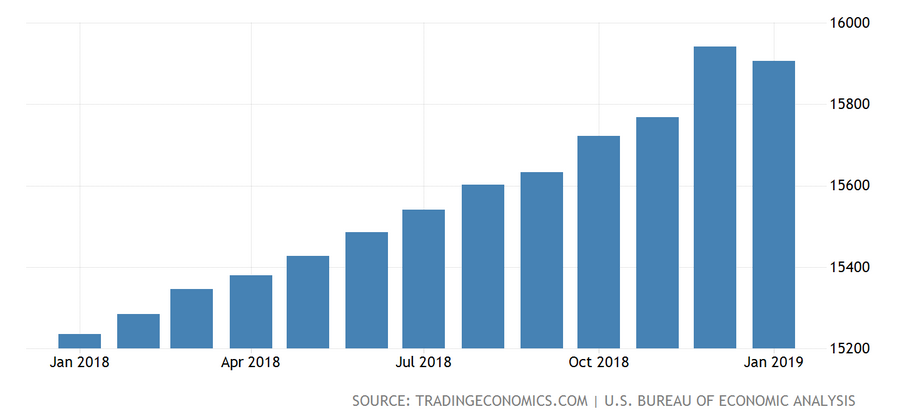 16000
15800
15600
15400
15200
Jan 2018 Apr 2018 Jul 2018 Oct 2018 Jan 2019
SOURCE: TRADINGECONOMICS.COM | U.S. BUREAU OF ECONOMIC ANALYSIS